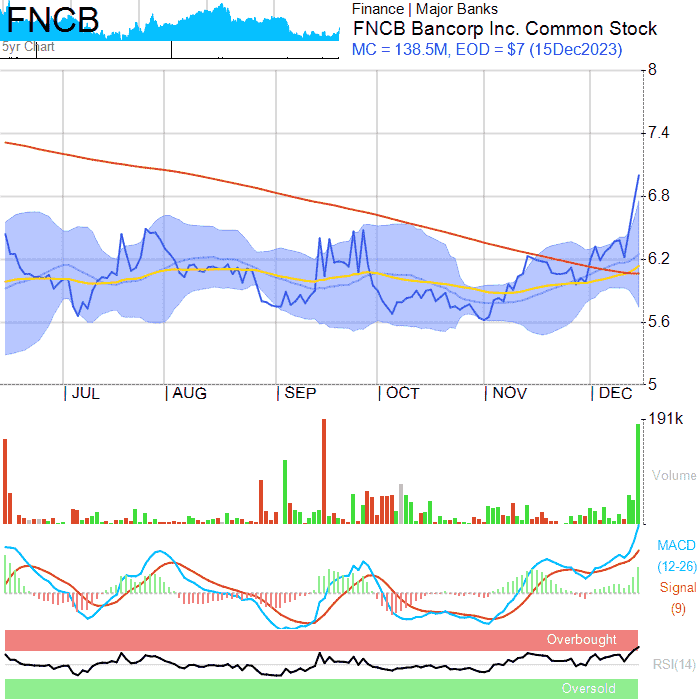 FNCB
5yr Chart
Finance | Major Banks
FNCB Bancorp Inc. Common Stock
MC = 138.5M, EOD = $7 (15Dec2023)
8
7.4
6.8
6.2
5.6
5
| JUL | AUG | SEP | OCT | NOV | DEC
191k
Volume
MACD
(12-26)
Signal
(9)
Overbought
RSI(14)
Oversold